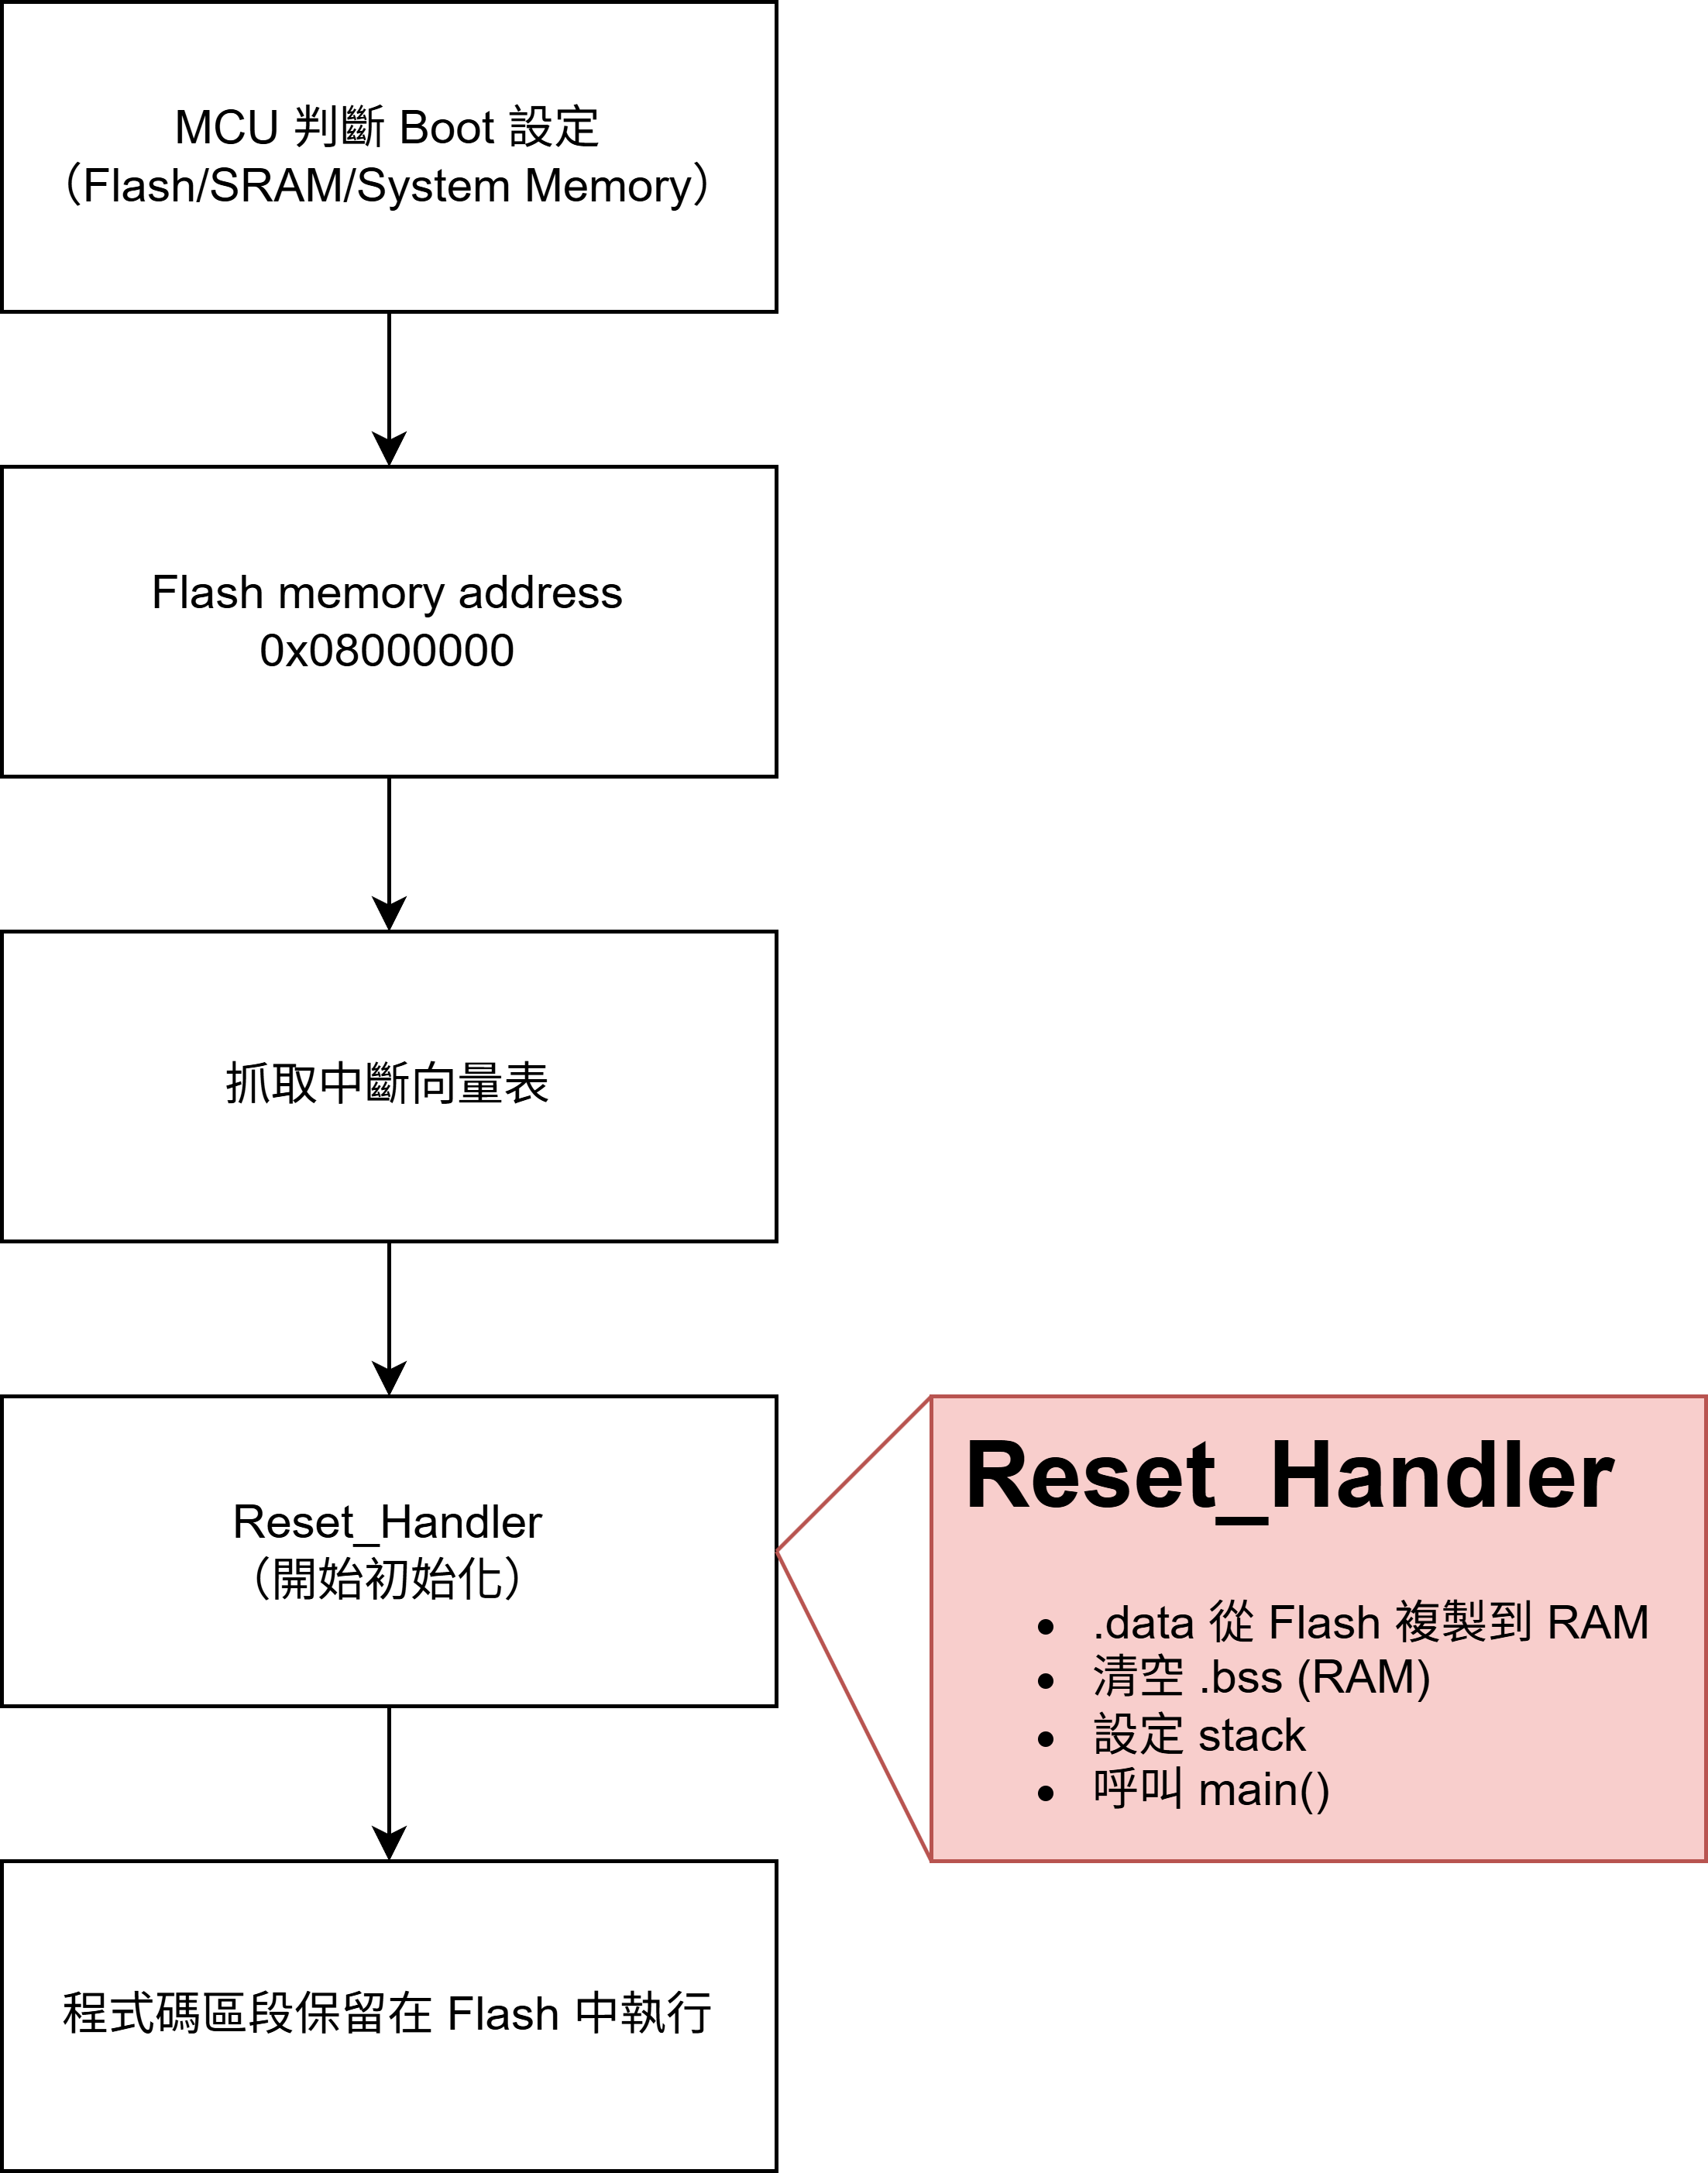 MCU 判斷 Boot 設定
（Flash/SRAM/System Memory）
Flash memory address
0x08000000
抓取中斷向量表
Reset_Handler
（開始初始化）
Reset_Handler
• .data 從 Flash 複製到 RAM
• 清空 .bss (RAM)
• 設定 stack
• 呼叫 main()
程式碼區段保留在 Flash 中執行